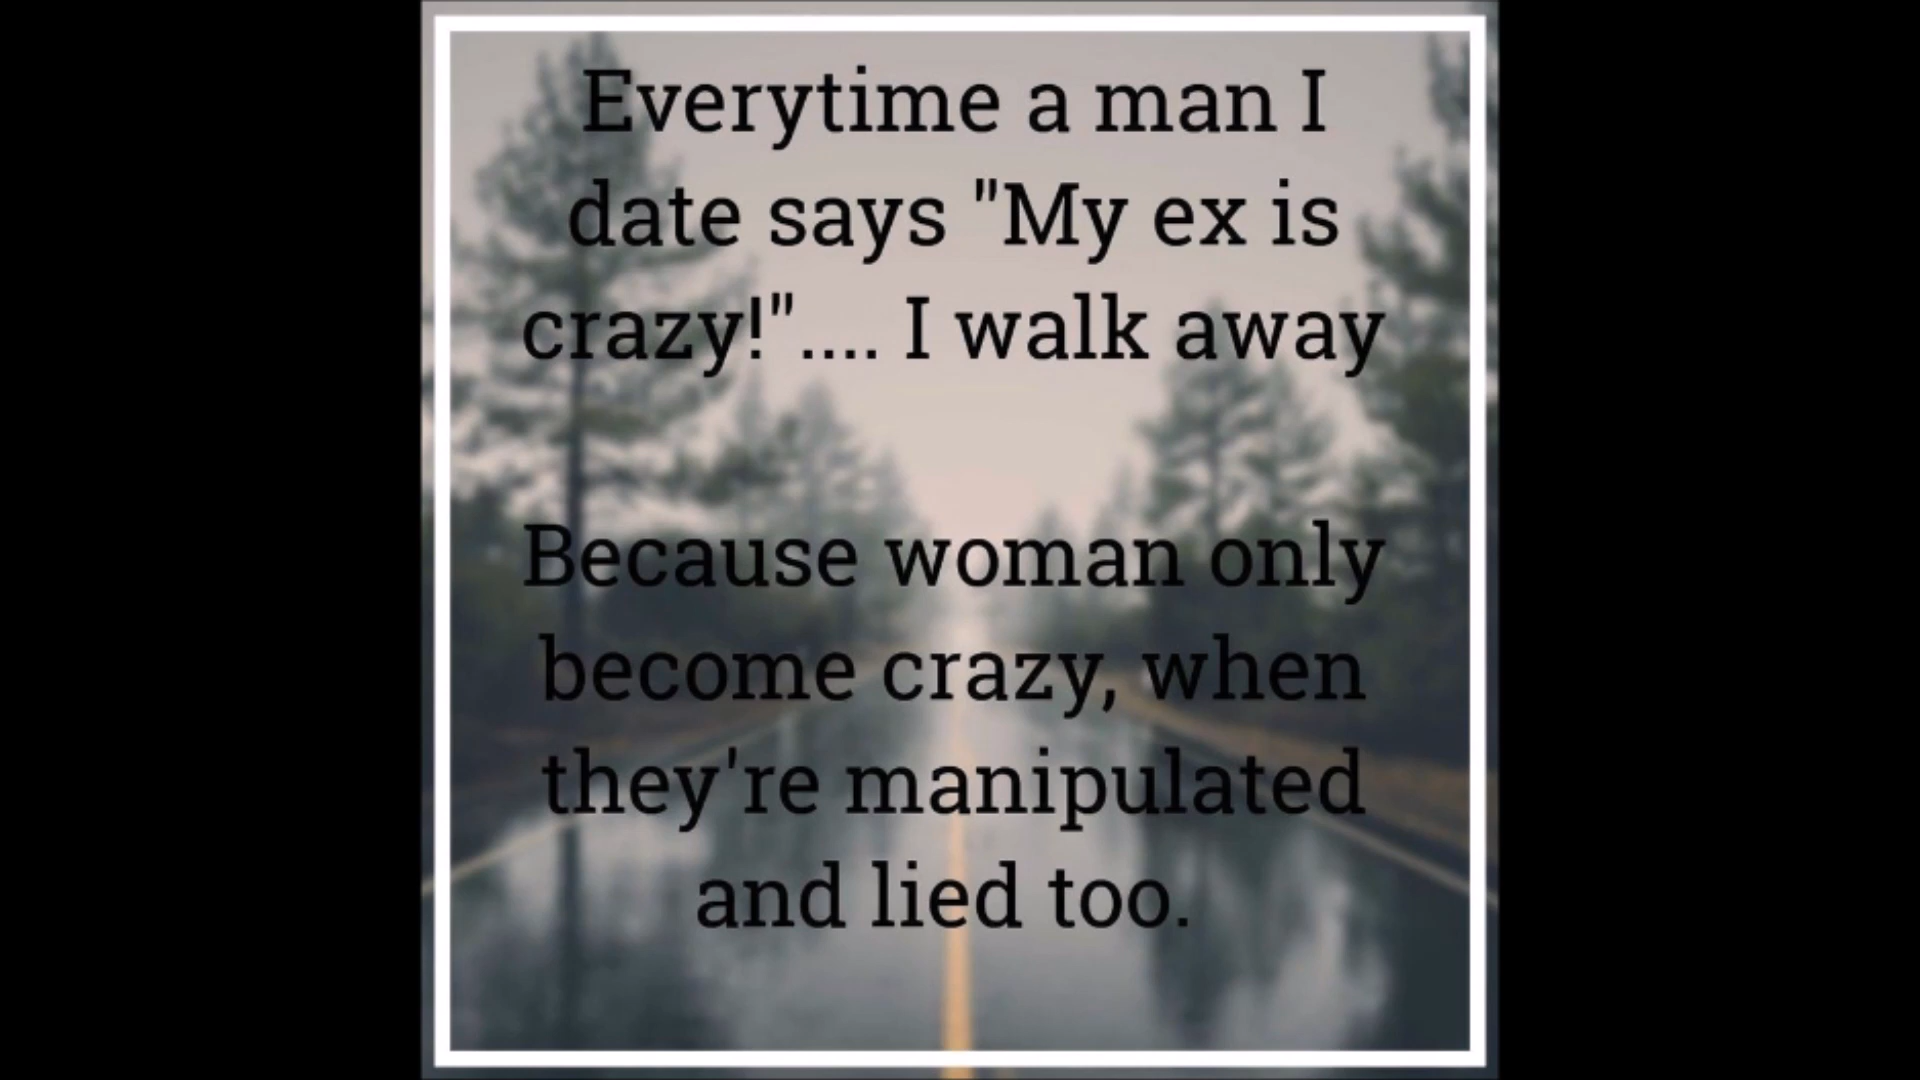 Everytime a man I
date says "My ex is
crazy!".... I walk away
Because woman only
become crazy, when
they're manipulated
and lied too.